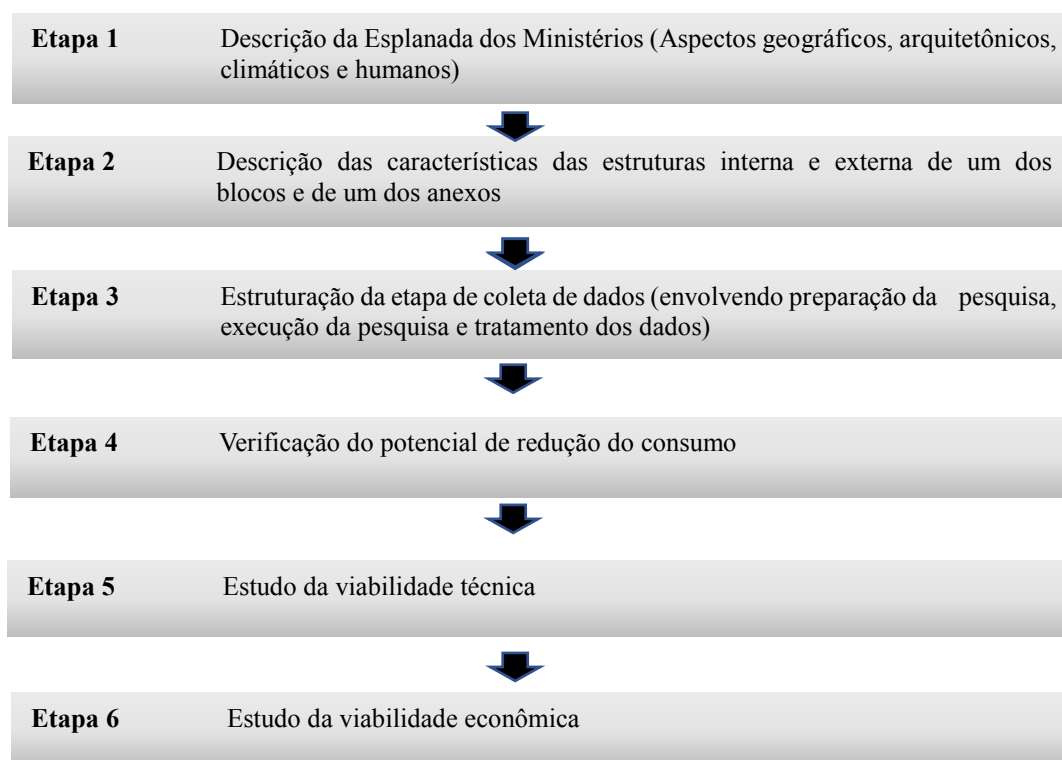 Etapa 1 Descrição da Esplanada dos Ministérios (Aspectos geográficos, arquitetônicos,
climáticos e humanos)
Etapa 2 Descrição das características das estruturas interna e externa de um dos
blocos e de um dos anexos
Etapa 3 Estruturação da etapa de coleta de dados (envolvendo preparação da pesquisa,
execução da pesquisa e tratamento dos dados)
Etapa 4 Verificação do potencial de redução do consumo
Etapa 5 Estudo da viabilidade técnica
Etapa 6 Estudo da viabilidade econômica